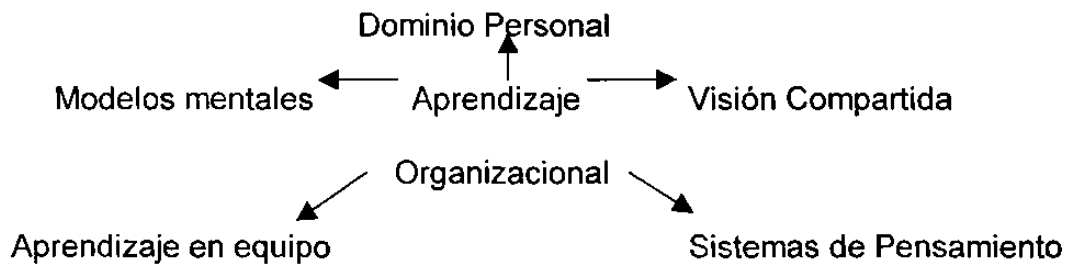 Dominio Personal
Modelos mentales Aprendizaje Visión Compartida
Organizacional
Aprendizaje en equipo Sistemas de Pensamiento